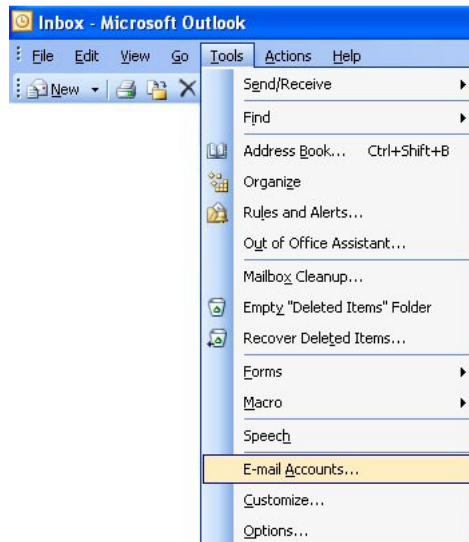 Inbox - Microsoft Outlook
File Edit View Go Tools Actions Help
New
Send/Receive
Find
Address Book... Ctrl+Shift+B
Organize
Rules and Alerts...
Out of Office Assistant...
Mailbox Cleanup...
Empty "Deleted Items" Folder
Recover Deleted Items...
Forms
Macro
Speech
E-mail Accounts...
Customize...
Options...